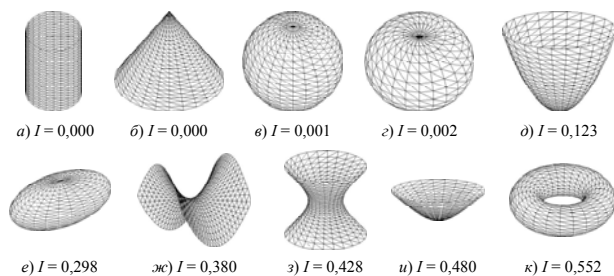 а) I = 0,000 б) I = 0,000 в) I = 0,001 г) I = 0,002 д) I = 0,123
е) I = 0,298 ж) I = 0,380 з) I = 0,428 и) I = 0,480 к) I = 0,552